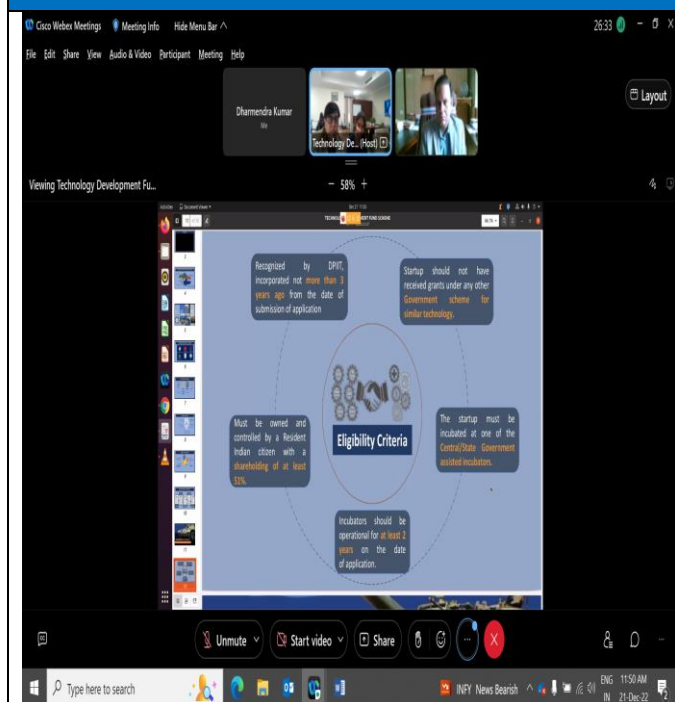 Cisco Webex Meetings Meeting Info Hide Menu Bar 26:33
File Edit Share View Audio & Video Participant Meeting Help
Dharmendra Kumar
Me
Technology De... (Host)
Layout
Viewing Technology Development Fu...
− 58% +
Recognized by DPIIT,
incorporated not more than 3
years ago from the date of
submission of application
Startup should not have
received grants under any other
Government scheme for
similar technology.
Must be owned and
controlled by a Resident
Indian citizen with a
shareholding of at least
51%.
Eligibility Criteria
The startup must be
incubated at one of the
Central/State Government
assisted incubators.
Incubators should be
operational for at least 2
years on the date
of application.
Unmute Start video Share
Type here to search
INFY News Bearish
ENG 11:50 AM
IN 21-Dec-22